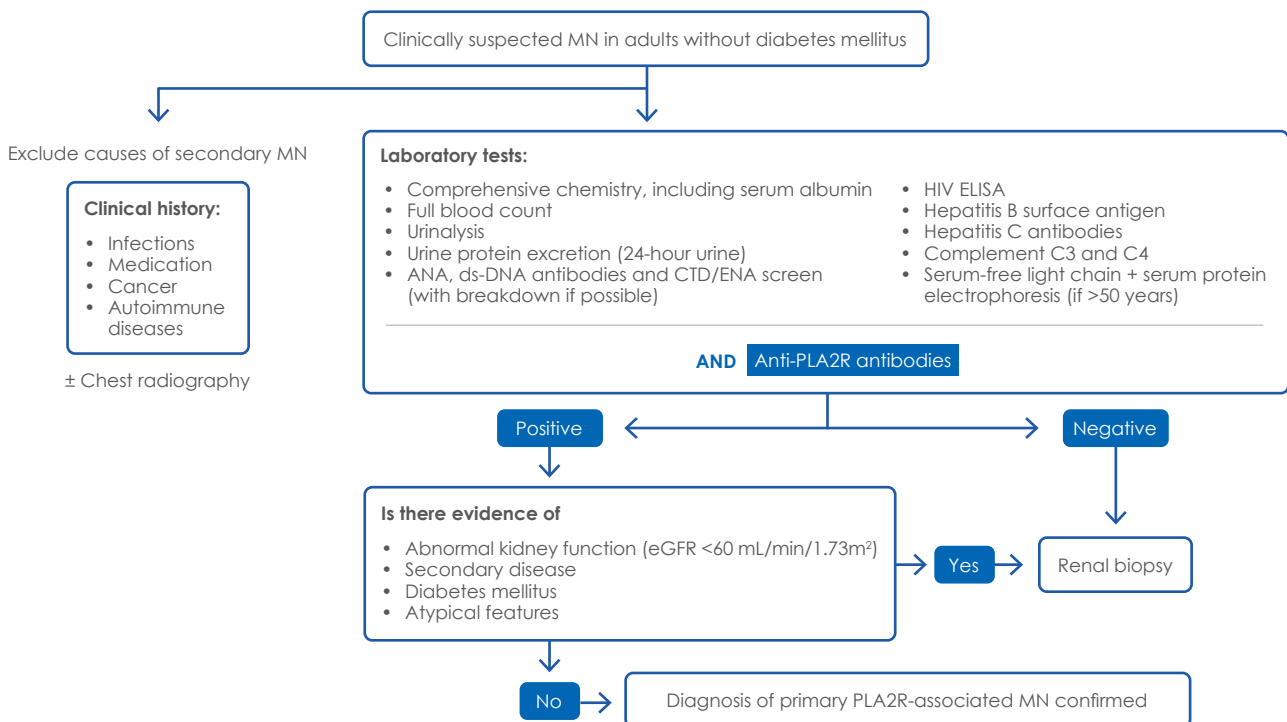 Clinically suspected MN in adults without diabetes mellitus
Exclude causes of secondary MN
Clinical history:
• Infections
• Medication
• Cancer
• Autoimmune
diseases
± Chest radiography
Laboratory tests:
• Comprehensive chemistry, including serum albumin
• Full blood count
• Urinalysis
• Urine protein excretion (24-hour urine)
• ANA, ds-DNA antibodies and CTD/ENA screen
(with breakdown if possible)
• HIV ELISA
• Hepatitis B surface antigen
• Hepatitis C antibodies
• Complement C3 and C4
• Serum-free light chain + serum protein
electrophoresis (if >50 years)
AND Anti-PLA2R antibodies
Positive
Negative
Is there evidence of
• Abnormal kidney function (eGFR <60 mL/min/1.73m²)
• Secondary disease
• Diabetes mellitus
• Atypical features
Yes
Renal biopsy
No
Diagnosis of primary PLA2R-associated MN confirmed